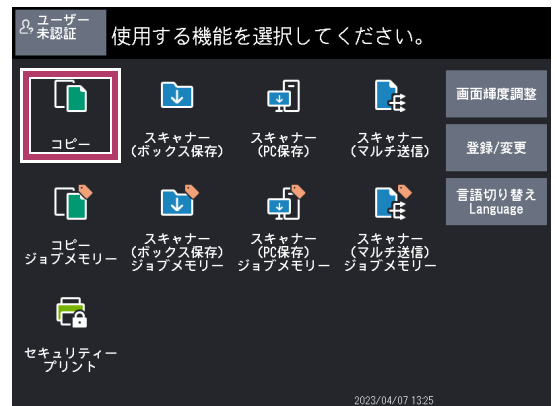 ユーザー
未認証
使用する機能を選択してください。
コピー
スキャナー
(ボックス保存)
スキャナー
(PC保存)
スキャナー
(マルチ送信)
画面輝度調整
登録/変更
言語切り替え
Language
コピー
ジョブメモリー
スキャナー
(ボックス保存)
ジョブメモリー
スキャナー
(PC保存)
ジョブメモリー
スキャナー
(マルチ送信)
ジョブメモリー
セキュリティー
プリント
2023/04/07 13:25